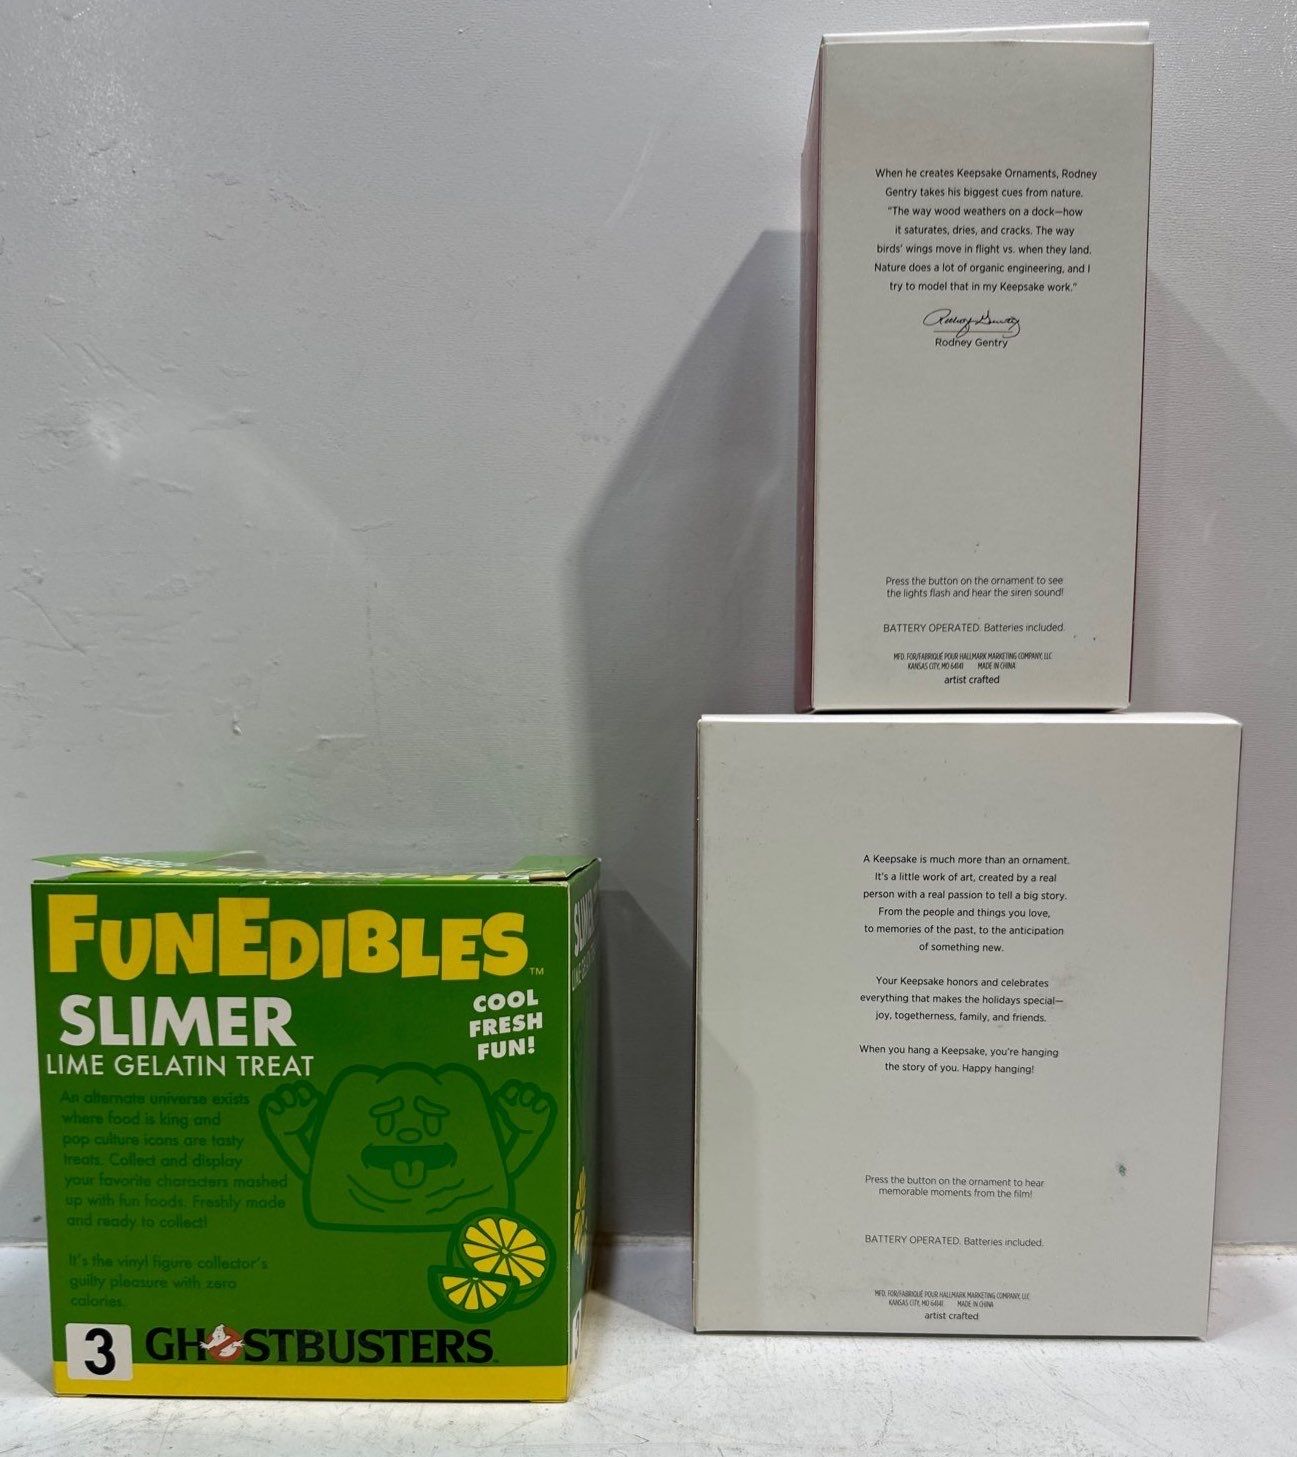 When he creates Keepsake Ornaments, Rodney
Gentry takes his biggest cues from nature.
"The way wood weathers on a dock—how
it saturates, dries, and cracks. The way
birds' wings move in flight vs. when they land.
Nature does a lot of organic engineering, and I
try to model that in my Keepsake work."
Rodney Gentry
Rodney Gentry
Press the button on the ornament to see
the lights flash and hear the siren sound!
BATTERY OPERATED. Batteries included.
MFD. FOR/FABRIQUÉ POUR HALLMARK MARKETING COMPANY, LLC
KANSAS CITY, MO 64141 MADE IN CHINA
artist crafted
A Keepsake is much more than an ornament.
It's a little work of art, created by a real
person with a real passion to tell a big story.
From the people and things you love,
to memories of the past, to the anticipation
of something new.
Your Keepsake honors and celebrates
everything that makes the holidays special—
joy, togetherness, family, and friends.
When you hang a Keepsake, you're hanging
the story of you. Happy hanging!
Press the button on the ornament to hear
memorable moments from the film!
BATTERY OPERATED. Batteries included.
MFD. FOR/FABRIQUÉ POUR HALLMARK MARKETING COMPANY, LLC
KANSAS CITY, MO 64141 MADE IN CHINA
artist crafted
FUNEDIBLES™
SLIMER
LIME GELATIN TREAT
COOL
FRESH
FUN!
An alternate universe exists
where food is king and
pop culture icons are tasty
treats. Collect and display
your favorite characters mashed
up with fun foods. Freshly made
and ready to collect!
It's the vinyl figure collector's
guilty pleasure with zero
calories.
3
GHOSTBUSTERS